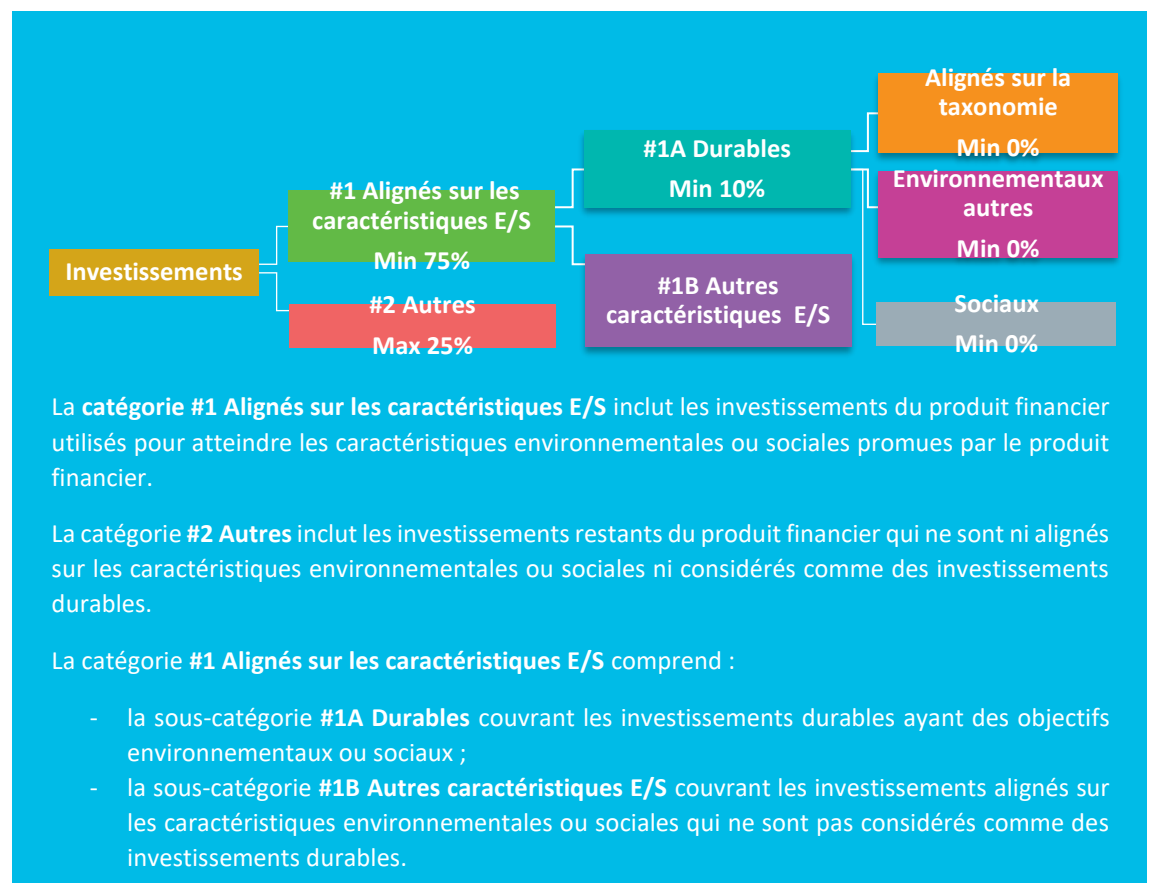 Investissements
#1 Alignés sur les
caractéristiques E/S
Min 75%
#2 Autres
Max 25%
#1A Durables
Min 10%
#1B Autres
caractéristiques E/S
Alignés sur la
taxonomie
Min 0%
Environnementaux
autres
Min 0%
Sociaux
Min 0%
La catégorie #1 Alignés sur les caractéristiques E/S inclut les investissements du produit financier
utilisés pour atteindre les caractéristiques environnementales ou sociales promues par le produit
financier.
La catégorie #2 Autres inclut les investissements restants du produit financier qui ne sont ni alignés
sur les caractéristiques environnementales ou sociales ni considérés comme des investissements
durables.
La catégorie #1 Alignés sur les caractéristiques E/S comprend :
- la sous-catégorie #1A Durables couvrant les investissements durables ayant des objectifs
environnementaux ou sociaux ;
- la sous-catégorie #1B Autres caractéristiques E/S couvrant les investissements alignés sur
les caractéristiques environnementales ou sociales qui ne sont pas considérés comme des
investissements durables.